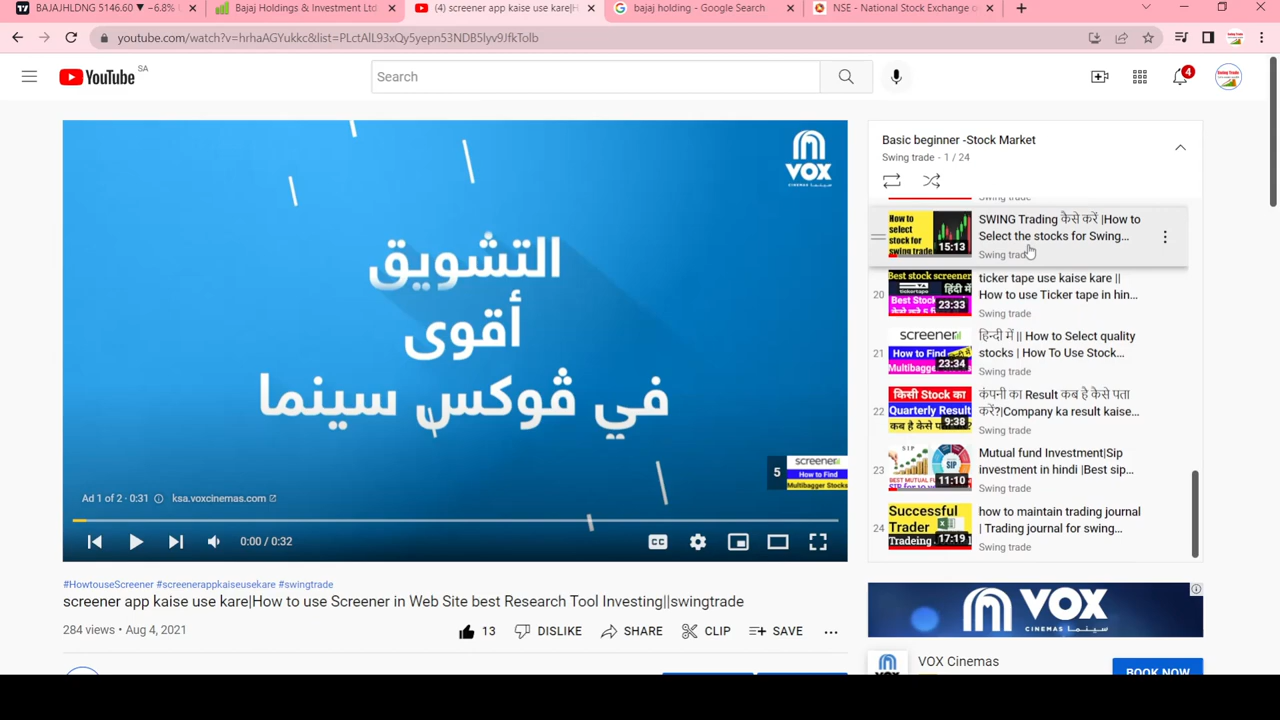 BAJAJHLDNG 5146.60 ▼ −6.8%
Bajaj Holdings & Investment Ltd
(4) screener app kaise use kare|H
bajaj holding - Google Search
NSE - National Stock Exchange o
youtube.com/watch?v=hrhaAGYukkc&list=PLctAlL93xQy5yepn53NDB5lyv9JfkTolb
YouTube SA
Search
4
VOX
CINEMAS سينما
التشويق
أقوى
في ڤوكس سينما
5
screener
How to Find
Multibagger Stocks
Ad 1 of 2 · 0:31 ksa.voxcinemas.com
0:00 / 0:32
CC
#HowtouseScreener #screenerappkaiseusekare #swingtrade
screener app kaise use kare|How to use Screener in Web Site best Research Tool Investing||swingtrade
284 views • Aug 4, 2021
13 DISLIKE SHARE CLIP SAVE
Basic beginner -Stock Market
Swing trade - 1 / 24
Swing trade
How to
select
stock for
swing trade
15:13
SWING Trading कैसे करें |How to
Select the stocks for Swing...
Swing trade
20
Best stock screener
हिंदी में
23:33
ticker tape use kaise kare ||
How to use Ticker tape in hin...
Swing trade
21
screener
How to Find
23:34
हिन्दी में || How to Select quality
stocks | How To Use Stock...
Swing trade
22
किसी Stock का
Quarterly Result
9:38
कंपनी का Result कब है कैसे पता
करें?|Company ka result kaise...
Swing trade
23
SIP
11:10
Mutual fund Investment|Sip
investment in hindi |Best sip...
Swing trade
24
Successful
Trader
17:19
how to maintain trading journal
| Trading journal for swing...
Swing trade
VOX
CINEMAS سينما
VOX Cinemas
BOOK NOW